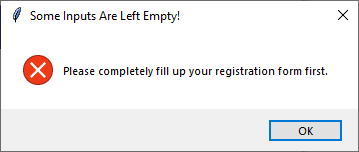 Some Inputs Are Left Empty!
Please completely fill up your registration form first.
OK